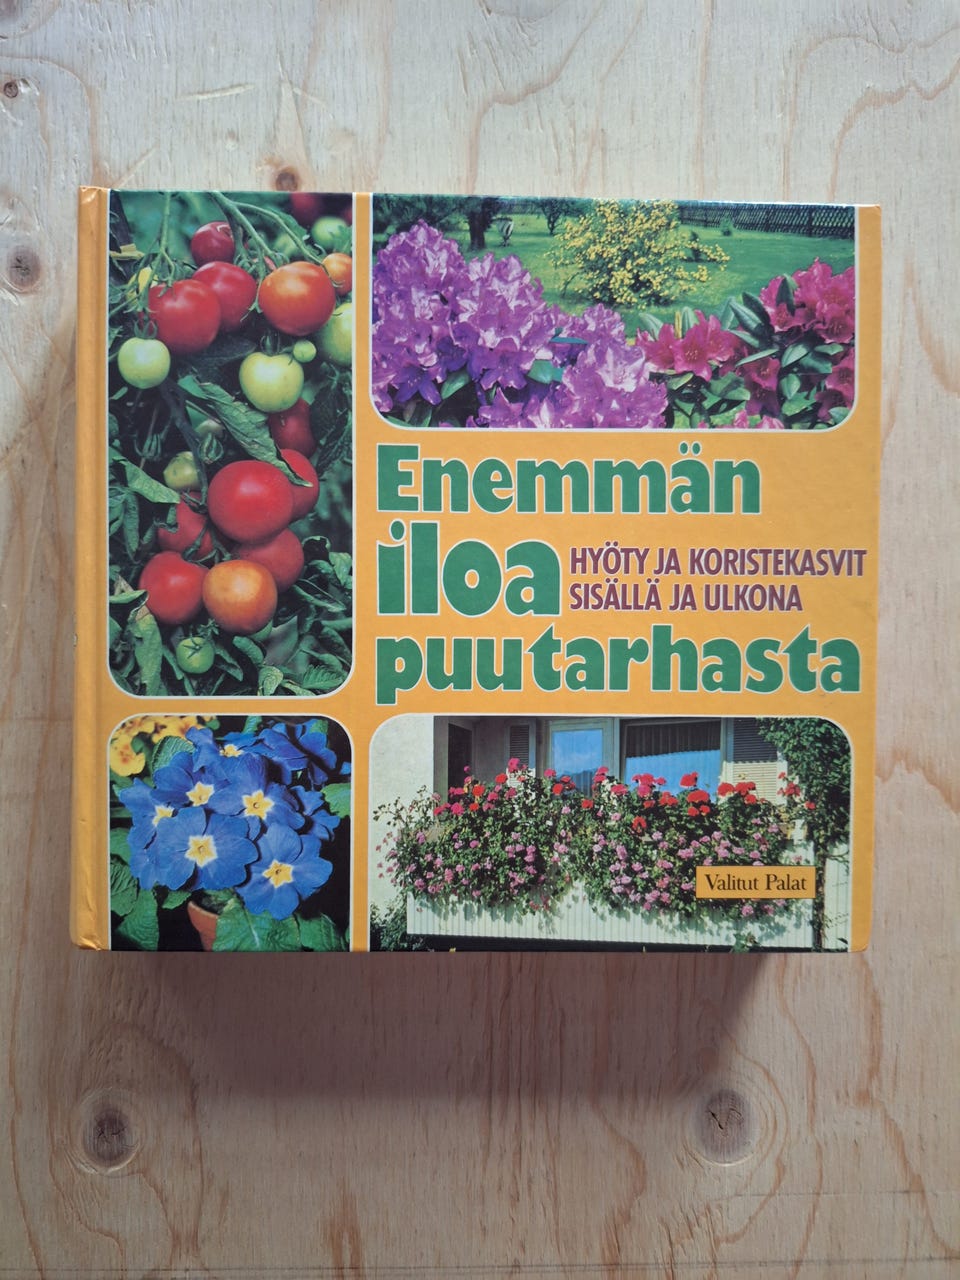 Enemmän
iloa
HYÖTY JA KORISTEKASVIT
SISÄLLÄ JA ULKONA
puutarhasta
Valitut Palat